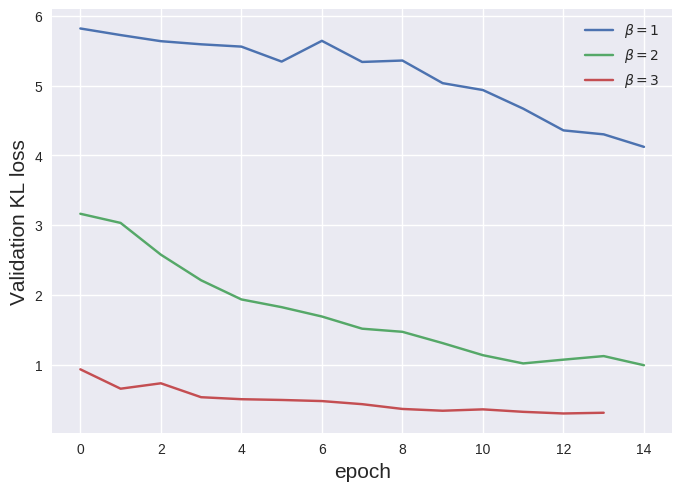 6
5
4
3
2
1
0 2 4 6 8 10 12 14
Validation KL loss
epoch
β = 1
β = 2
β = 3